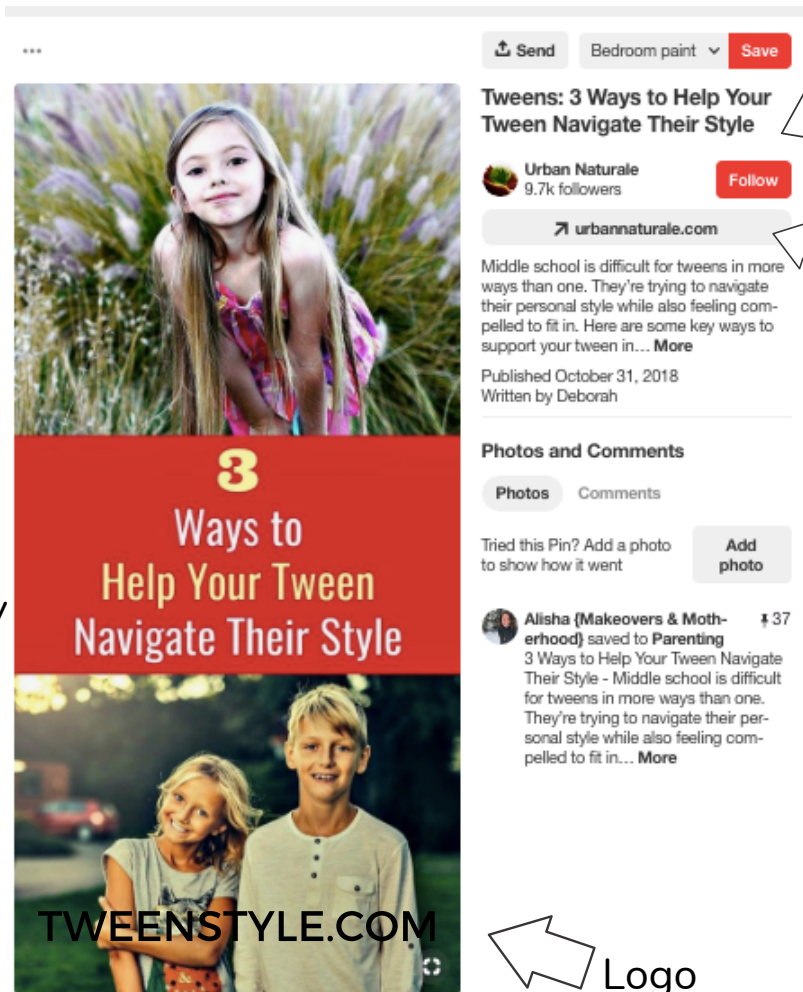 Send
Bedroom paint
Save
Tweens: 3 Ways to Help Your
Tween Navigate Their Style
Urban Naturale
9.7k followers
Follow
urbannaturale.com
Middle school is difficult for tweens in more
ways than one. They're trying to navigate
their personal style while also feeling com-
pelled to fit in. Here are some key ways to
support your tween in... More
Published October 31, 2018
Written by Deborah
Photos and Comments
Photos
Comments
Tried this Pin? Add a photo
to show how it went
Add
photo
Alisha {Makeovers & Moth-
erhood} saved to Parenting
37
3 Ways to Help Your Tween Navigate
Their Style - Middle school is difficult
for tweens in more ways than one.
They're trying to navigate their per-
sonal style while also feeling com-
pelled to fit in... More
3
Ways to
Help Your Tween
Navigate Their Style
TWEENSTYLE.COM
&
Logo